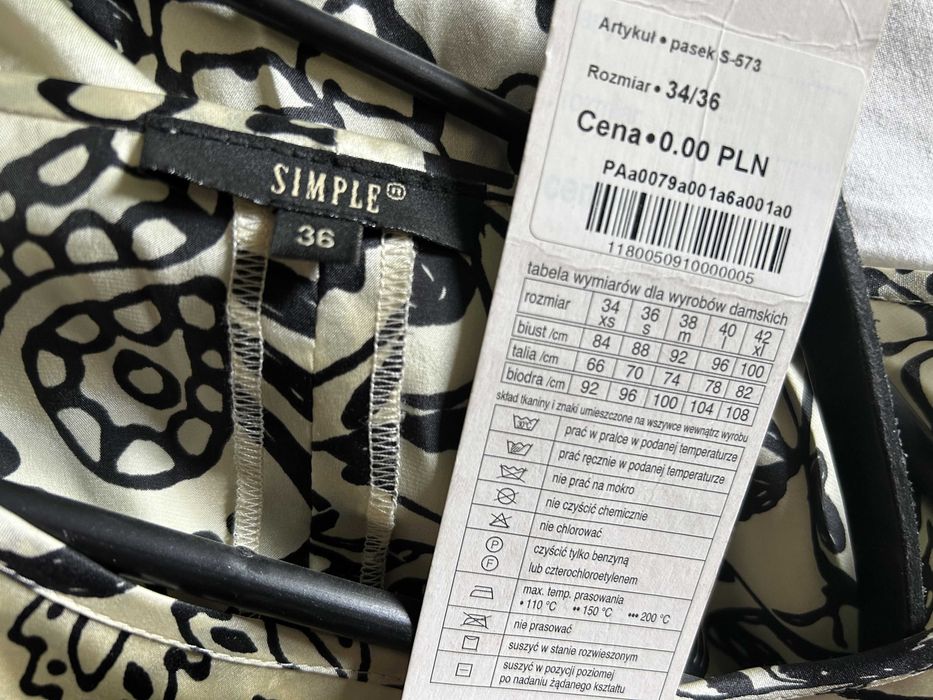 SIMPLE®
36
Artykuł • pasek S-573
Rozmiar • 34/36
Cena • 0.00 PLN
PAa0079a001a6a001a0
1180050910000005
tabela wymiarów dla wyrobów damskich
rozmiar 34 36 38 40 42
xs s m l xl
biust /cm 84 88 92 96 100
talia /cm 66 70 74 78 82
biodra /cm 92 96 100 104 108
skład tkaniny i znaki umieszczone na wszywce wewnątrz wyrobu
30°C prać w pralce w podanej temperaturze
prać ręcznie w podanej temperaturze
nie prać na mokro
nie czyścić chemicznie
nie chlorować
P czyścić tylko benzyną
F lub czterochloroetylenem
max. temp. prasowania
• 110 °C •• 150 °C ••• 200 °C
nie prasować
suszyć w stanie rozwieszonym
suszyć w pozycji poziomej
po nadaniu żądanego kształtu